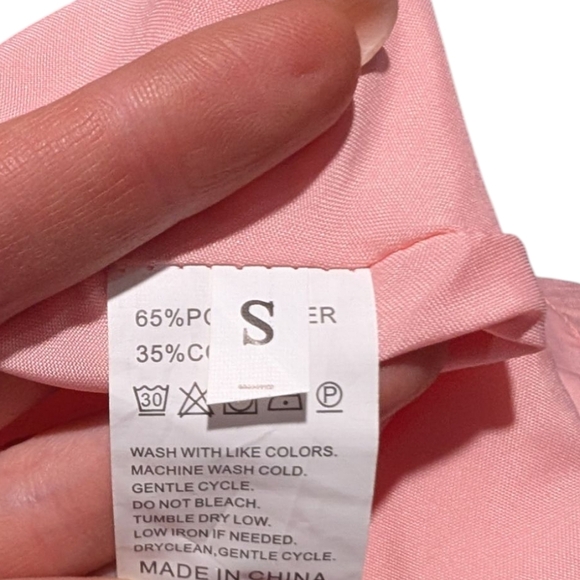 65%PO ER
S
35%CO
30 P
WASH WITH LIKE COLORS.
MACHINE WASH COLD.
GENTLE CYCLE.
DO NOT BLEACH.
TUMBLE DRY LOW.
LOW IRON IF NEEDED.
DRYCLEAN,GENTLE CYCLE.
MADE IN CHINA